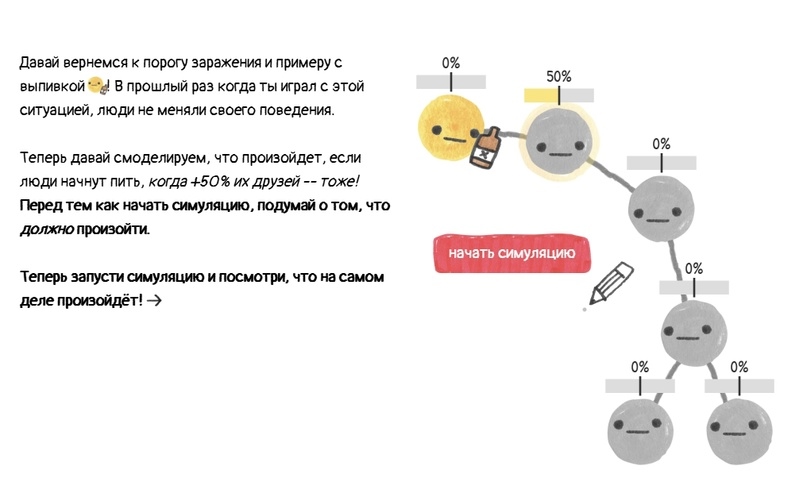 Давай вернемся к порогу заражения и примеру с
выпивкой ! В прошлый раз когда ты играл с этой
ситуацией, люди не меняли своего поведения.
Теперь давай смоделируем, что произойдет, если
люди начнут пить, когда +50% их друзей -- тоже!
Перед тем как начать симуляцию, подумай о том, что
должно произойти.
Теперь запусти симуляцию и посмотри, что на самом
деле произойдёт! →
0%
50%
X
0%
начать симуляцию
0%
0%
0%